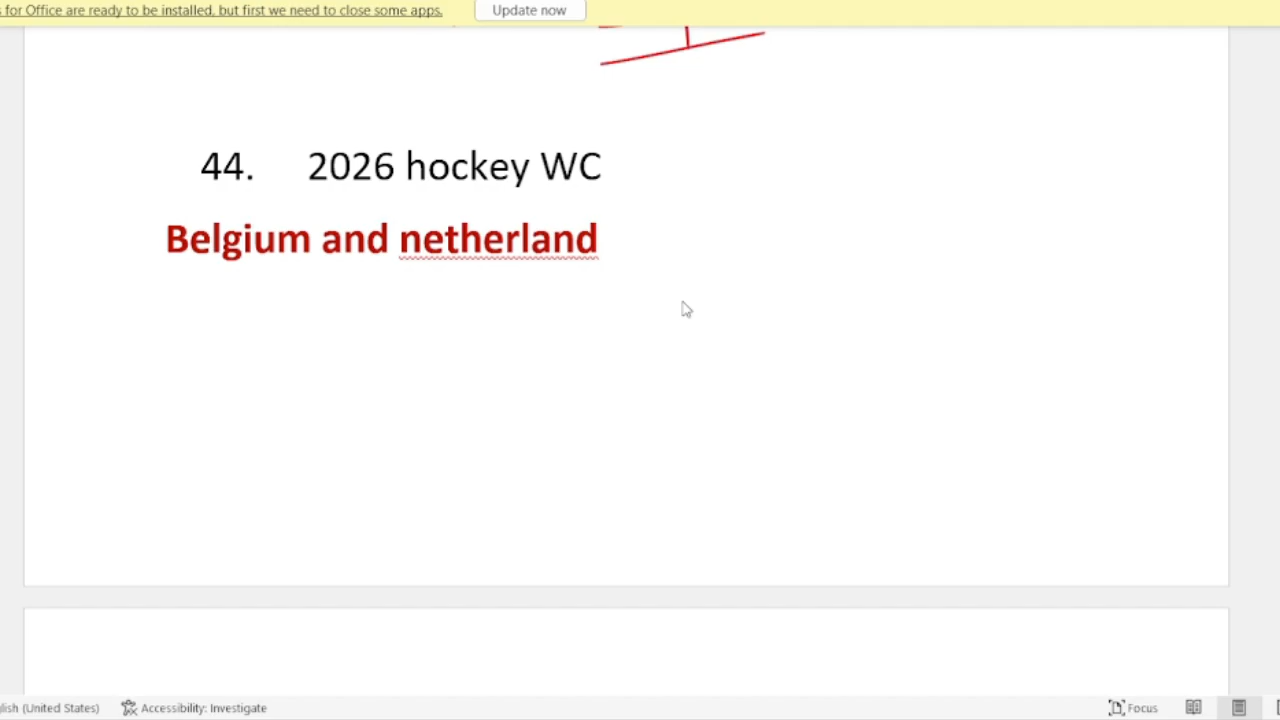 s for Office are ready to be installed, but first we need to close some apps. Update now
44. 2026 hockey WC
Belgium and netherland
glish (United States) Accessibility: Investigate Focus